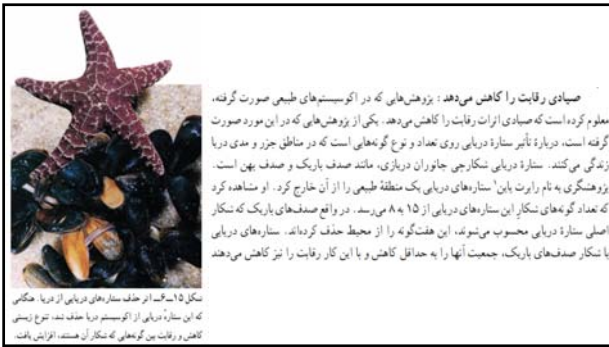 صیادی رقابت را کاهش می‌دهد : پژوهش‌هایی که در اکوسیستم‌های طبیعی صورت گرفته،
معلوم کرده است که صیادی اثرات رقابت را کاهش می‌دهد. یکی از پژوهش‌هایی که در این مورد صورت
گرفته است، دربارهٔ تأثیر ستارهٔ دریایی روی تعداد و نوع گونه‌هایی است که در مناطق جزر و مدی دریا
زندگی می‌کنند. ستارهٔ دریایی شکارچی جانوران دریازی، مانند صدف باریک و صدف پهن است.
پژوهشگری به نام رابرت پاین۱ ستاره‌های دریایی یک منطقهٔ طبیعی را از آن خارج کرد. او مشاهده کرد
که تعداد گونه‌های شکار این ستاره‌های دریایی از ۱۵ به ۸ می‌رسد. در واقع صدف‌های باریک که شکار
اصلی ستارهٔ دریایی محسوب می‌شوند، این هفت‌گونه را از محیط حذف کرده‌اند. ستاره‌های دریایی
با شکار صدف‌های باریک، جمعیت آنها را به حداقل کاهش و با این کار رقابت را نیز کاهش می‌دهند
شکل ۱۵ــ۶ــ اثر حذف ستاره‌های دریایی از دریا. هنگامی
که این ستارهٔ دریایی از اکوسیستم دریا حذف شد، تنوع زیستی
کاهش و رقابت بین گونه‌هایی که شکار آن هستند، افزایش یافت.